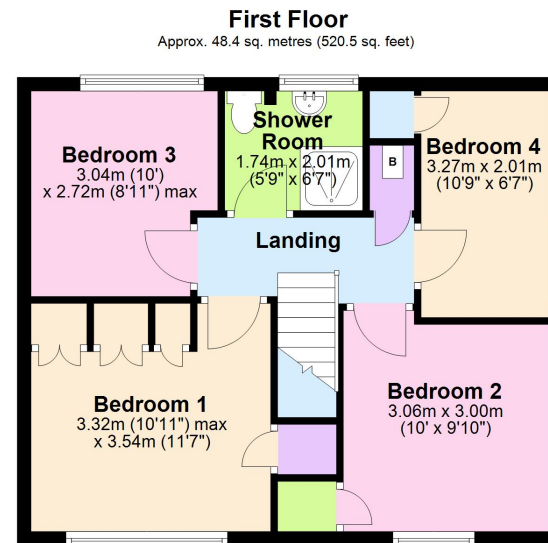 First Floor
Approx. 48.4 sq. metres (520.5 sq. feet)
Bedroom 3
3.04m (10')
x 2.72m (8'11") max
Shower
Room
1.74m x 2.01m
(5'9" x 6'7")
B
Bedroom 4
3.27m x 2.01m
(10'9" x 6'7")
Landing
Bedroom 1
3.32m (10'11") max
x 3.54m (11'7")
Bedroom 2
3.06m x 3.00m
(10' x 9'10")